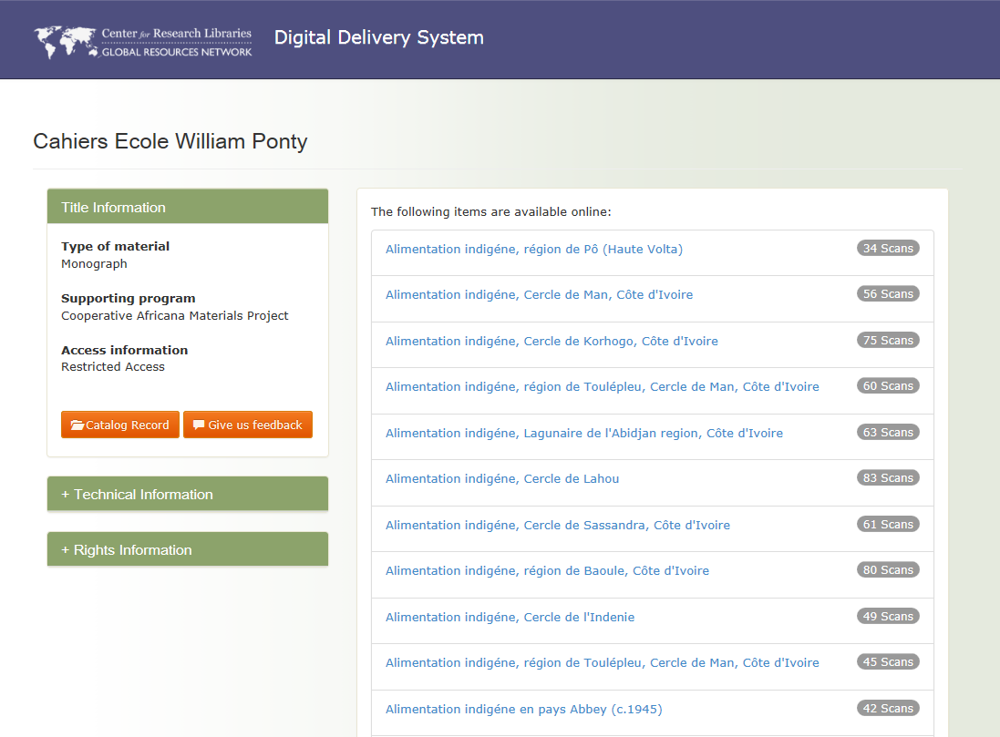 Center for Research Libraries
GLOBAL RESOURCES NETWORK
Digital Delivery System
Cahiers Ecole William Ponty
Title Information
Type of material
Monograph
Supporting program
Cooperative Africana Materials Project
Access information
Restricted Access
Catalog Record
Give us feedback
+ Technical Information
+ Rights Information
The following items are available online:
Alimentation indigéne, région de Pô (Haute Volta) 34 Scans
Alimentation indigéne, Cercle de Man, Côte d'Ivoire 56 Scans
Alimentation indigéne, Cercle de Korhogo, Côte d'Ivoire 75 Scans
Alimentation indigéne, région de Toulépleu, Cercle de Man, Côte d'Ivoire 60 Scans
Alimentation indigéne, Lagunaire de l'Abidjan region, Côte d'Ivoire 63 Scans
Alimentation indigéne, Cercle de Lahou 83 Scans
Alimentation indigéne, Cercle de Sassandra, Côte d'Ivoire 61 Scans
Alimentation indigéne, région de Baoule, Côte d'Ivoire 80 Scans
Alimentation indigéne, Cercle de l'Indenie 49 Scans
Alimentation indigéne, région de Toulépleu, Cercle de Man, Côte d'Ivoire 45 Scans
Alimentation indigéne en pays Abbey (c.1945) 42 Scans